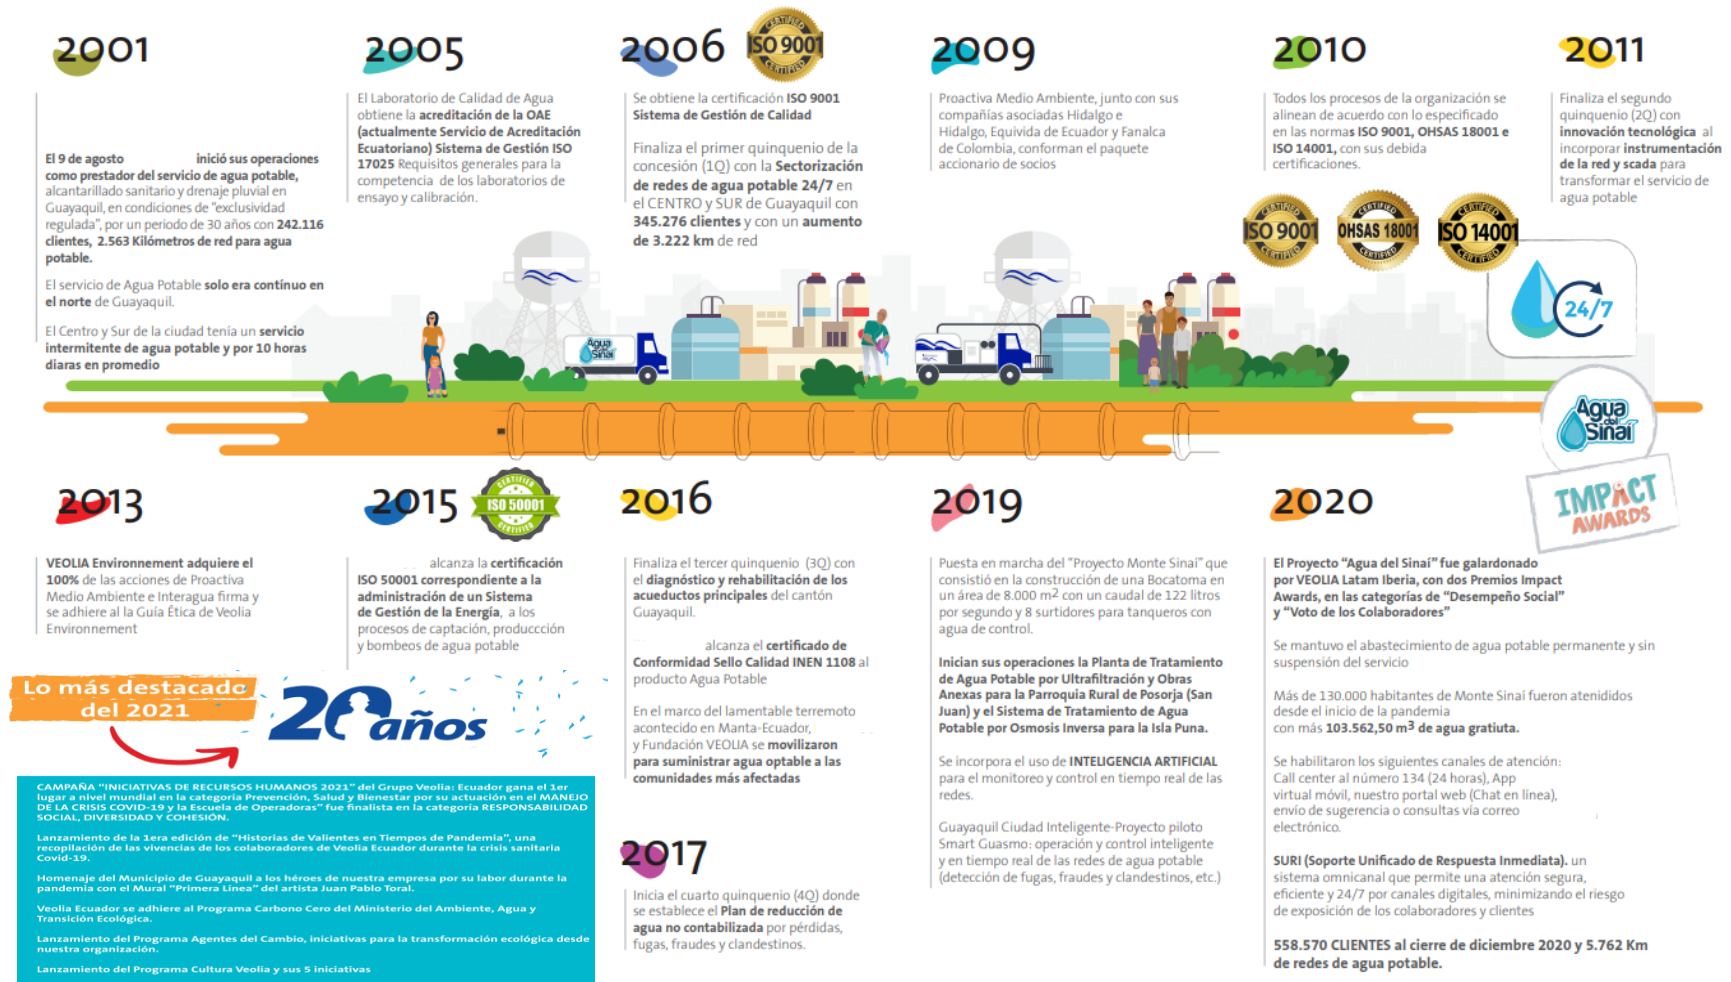 2001
El 9 de agosto inició sus operaciones
como prestador del servicio de agua potable,
alcantarillado sanitario y drenaje pluvial en
Guayaquil, en condiciones de "exclusividad
regulada", por un periodo de 30 años con 242.116
clientes, 2.563 Kilómetros de red para agua
potable.
El servicio de Agua Potable solo era contínuo en
el norte de Guayaquil.
El Centro y Sur de la ciudad tenía un servicio
intermitente de agua potable y por 10 horas
diaras en promedio
2005
El Laboratorio de Calidad de Agua
obtiene la acreditación de la OAE
(actualmente Servicio de Acreditación
Ecuatoriano) Sistema de Gestión ISO
17025 Requisitos generales para la
competencia de los laboratorios de
ensayo y calibración.
2006
CERTIFIED
ISO 9001
CERTIFIED
Se obtiene la certificación ISO 9001
Sistema de Gestión de Calidad
Finaliza el primer quinquenio de la
concesión (1Q) con la Sectorización
de redes de agua potable 24/7 en
el CENTRO y SUR de Guayaquil con
345.276 clientes y con un aumento
de 3.222 km de red
2009
Proactiva Medio Ambiente, junto con sus
compañías asociadas Hidalgo e
Hidalgo, Equivida de Ecuador y Fanalca
de Colombia, conforman el paquete
accionario de socios
2010
Todos los procesos de la organización se
alinean de acuerdo con lo especificado
en las normas ISO 9001, OHSAS 18001 e
ISO 14001, con sus debida
certificaciones.
CERTIFIED
ISO 9001
CERTIFIED
CERTIFIED
OHSAS 18001
CERTIFIED
CERTIFIED
ISO 14001
CERTIFIED
2011
Finaliza el segundo
quinquenio (2Q) con
innovación tecnológica al
incorporar instrumentación
de la red y scada para
transformar el servicio de
agua potable
24/7
Agua
del
Sinaí
Agua
del
Sinaí
IMPACT
AWARDS
2013
VEOLIA Environnement adquiere el
100% de las acciones de Proactiva
Medio Ambiente e Interagua firma y
se adhiere al la Guía Ética de Veolia
Environnement
2015
CERTIFIED
ISO 50001
CERTIFIED
alcanza la certificación
ISO 50001 correspondiente a la
administración de un Sistema
de Gestión de la Energía, a los
procesos de captación, produccción
y bombeos de agua potable
2016
Finaliza el tercer quinquenio (3Q) con
el diagnóstico y rehabilitación de los
acueductos principales del cantón
Guayaquil.
alcanza el certificado de
Conformidad Sello Calidad INEN 1108 al
producto Agua Potable
En el marco del lamentable terremoto
acontecido en Manta-Ecuador,
y Fundación VEOLIA se movilizaron
para suministrar agua optable a las
comunidades más afectadas
2017
Inicia el cuarto quinquenio (4Q) donde
se establece el Plan de reducción de
agua no contabilizada por pérdidas,
fugas, fraudes y clandestinos.
2019
Puesta en marcha del "Proyecto Monte Sinaí" que
consistió en la construcción de una Bocatoma en
un área de 8.000 m2 con un caudal de 122 litros
por segundo y 8 surtidores para tanqueros con
agua de control.
Inician sus operaciones la Planta de Tratamiento
de Agua Potable por Ultrafiltración y Obras
Anexas para la Parroquia Rural de Posorja (San
Juan) y el Sistema de Tratamiento de Agua
Potable por Osmosis Inversa para la Isla Puna.
Se incorpora el uso de INTELIGENCIA ARTIFICIAL
para el monitoreo y control en tiempo real de las
redes.
Guayaquil Ciudad Inteligente-Proyecto piloto
Smart Guasmo: operación y control inteligente
y en tiempo real de las redes de agua potable
(detección de fugas, fraudes y clandestinos, etc.)
2020
El Proyecto "Agua del Sinaí" fue galardonado
por VEOLIA Latam Iberia, con dos Premios Impact
Awards, en las categorías de "Desempeño Social"
y "Voto de los Colaboradores"
Se mantuvo el abastecimiento de agua potable permanente y sin
suspensión del servicio
Más de 130.000 habitantes de Monte Sinaí fueron atenididos
desde el inicio de la pandemia
con más 103.562,50 m3 de agua gratiuta.
Se habilitaron los siguientes canales de atención:
Call center al número 134 (24 horas), App
virtual móvil, nuestro portal web (Chat en línea),
envío de sugerencia o consultas vía correo
electrónico.
SURI (Soporte Unificado de Respuesta Inmediata). un
sistema omnicanal que permite una atención segura,
eficiente y 24/7 por canales digitales, minimizando el riesgo
de exposición de los colaboradores y clientes
558.570 CLIENTES al cierre de diciembre 2020 y 5.762 Km
de redes de agua potable.
Lo más destacado
del 2021
20 años
CAMPAÑA "INICIATIVAS DE RECURSOS HUMANOS 2021" del Grupo Veolia: Ecuador gana el 1er
lugar a nivel mundial en la categoría Prevención, Salud y Bienestar por su actuación en el MANEJO
DE LA CRISIS COVID-19 y la Escuela de Operadoras" fue finalista en la categoría RESPONSABILIDAD
SOCIAL, DIVERSIDAD Y COHESIÓN.
Lanzamiento de la 1era edición de "Historias de Valientes en Tiempos de Pandemia", una
recopilación de las vivencias de los colaboradores de Veolia Ecuador durante la crisis sanitaria
Covid-19.
Homenaje del Municipio de Guayaquil a los héroes de nuestra empresa por su labor durante la
pandemia con el Mural "Primera Línea" del artista Juan Pablo Toral.
Veolia Ecuador se adhiere al Programa Carbono Cero del Ministerio del Ambiente, Agua y
Transición Ecológica.
Lanzamiento del Programa Agentes del Cambio, iniciativas para la transformación ecológica desde
nuestra organización.
Lanzamiento del Programa Cultura Veolia y sus 5 iniciativas